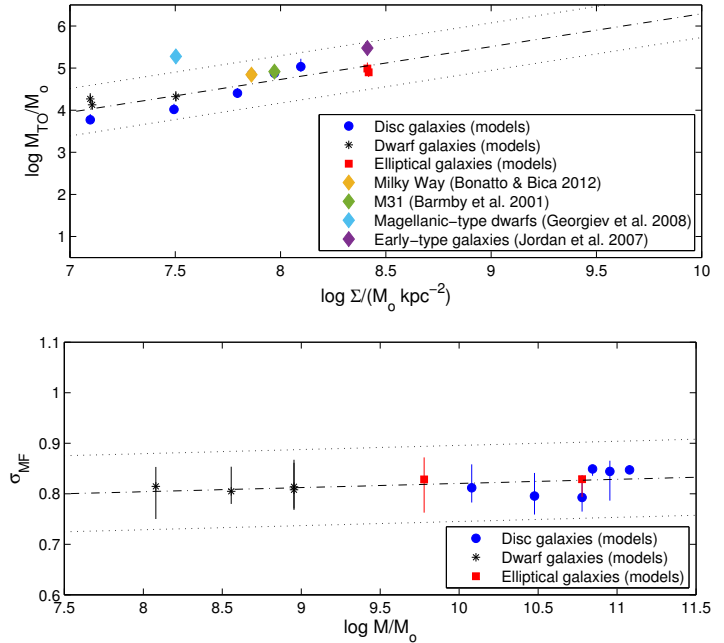 log M_TO/M_o
6
5
4
3
2
1
7
7.5
8
8.5
9
9.5
10
log Σ/(M_o kpc^−2)
Disc galaxies (models)
Dwarf galaxies (models)
Elliptical galaxies (models)
Milky Way (Bonatto & Bica 2012)
M31 (Barmby et al. 2001)
Magellanic−type dwarfs (Georgiev et al. 2008)
Early−type galaxies (Jordan et al. 2007)
σ_MF
1.1
1
0.9
0.8
0.7
0.6
7.5
8
8.5
9
9.5
10
10.5
11
11.5
log M/M_o
Disc galaxies (models)
Dwarf galaxies (models)
Elliptical galaxies (models)